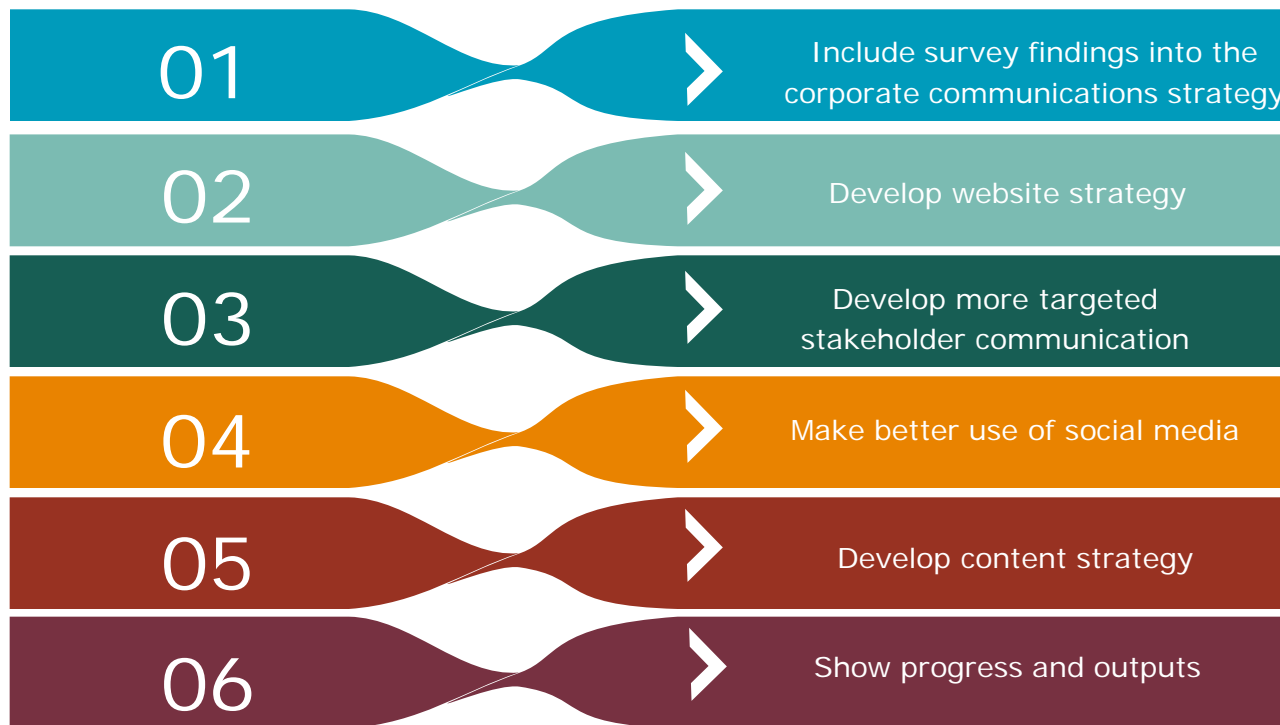 01
Include survey findings into the
corporate communications strategy
02
Develop website strategy
03
Develop more targeted
stakeholder communication
04
Make better use of social media
05
Develop content strategy
06
Show progress and outputs